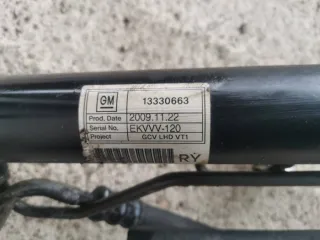 GM 13330663
Prod. Date 2009.11.22
Serial No. EKVVV-120
Project GCV LHD VT1
RY